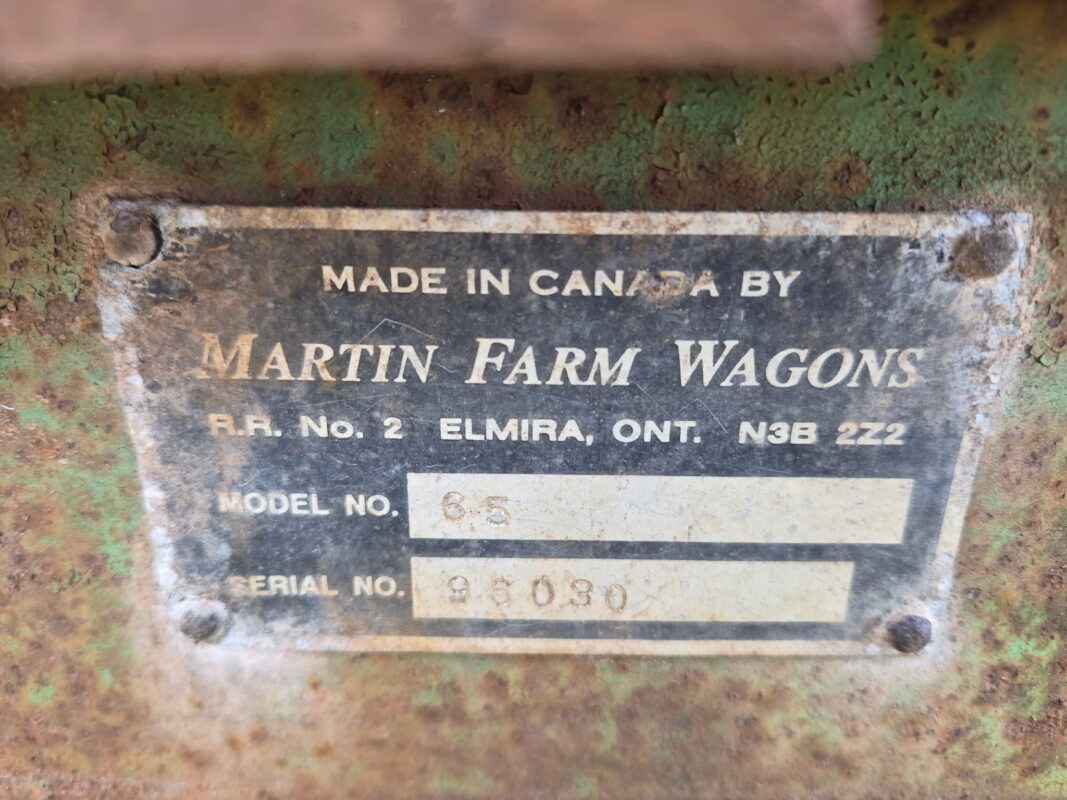 MADE IN CANADA BY
MARTIN FARM WAGONS
R.R. No. 2 ELMIRA, ONT. N3B 2Z2
MODEL NO. 65
SERIAL NO. 96030